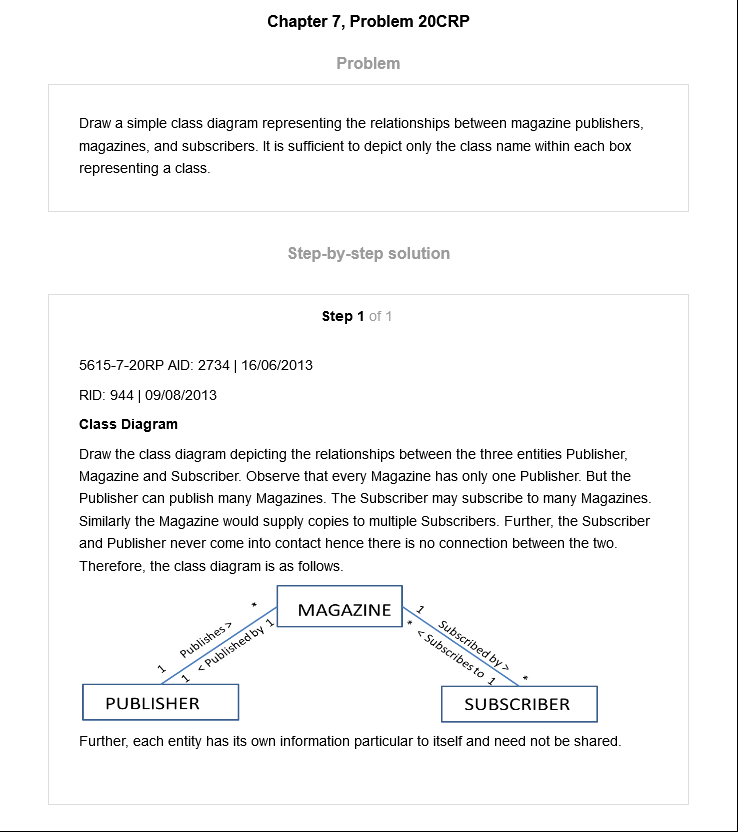 Chapter 7, Problem 20CRP
Problem
Draw a simple class diagram representing the relationships between magazine publishers,
magazines, and subscribers. It is sufficient to depict only the class name within each box
representing a class.
Step-by-step solution
Step 1 of 1
5615-7-20RP AID: 2734 | 16/06/2013
RID: 944 | 09/08/2013
Class Diagram
Draw the class diagram depicting the relationships between the three entities Publisher,
Magazine and Subscriber. Observe that every Magazine has only one Publisher. But the
Publisher can publish many Magazines. The Subscriber may subscribe to many Magazines.
Similarly the Magazine would supply copies to multiple Subscribers. Further, the Subscriber
and Publisher never come into contact hence there is no connection between the two.
Therefore, the class diagram is as follows.
MAGAZINE
1 Publishes > *
1 < Published by 1
1 Subscribed by > *
* < Subscribes to 1
PUBLISHER
SUBSCRIBER
Further, each entity has its own information particular to itself and need not be shared.